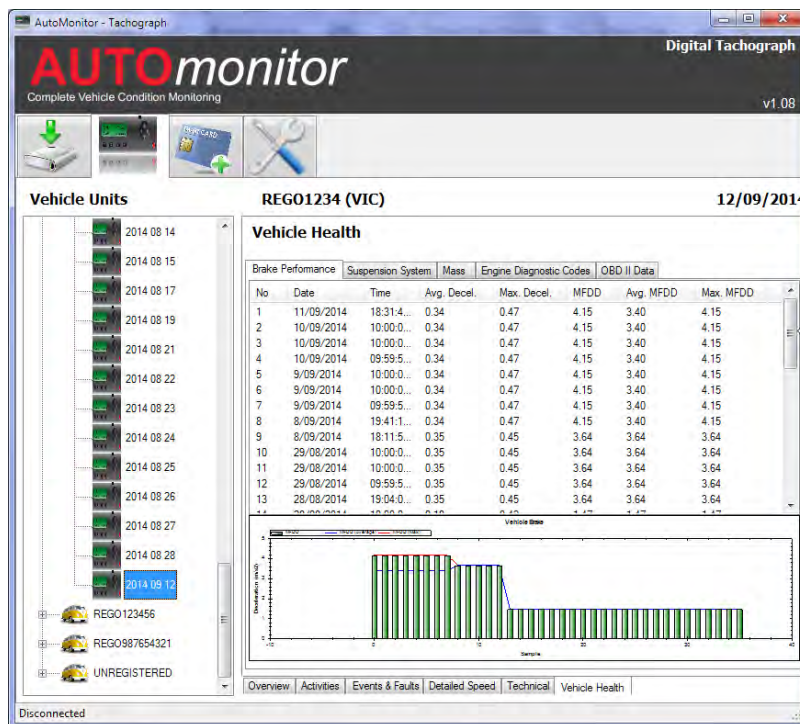 AutoMonitor - Tachograph
AUTOmonitor
Complete Vehicle Condition Monitoring
Digital Tachograph
v1.08
Vehicle Units
REGO1234 (VIC)
12/09/2014
2014 08 14
2014 08 15
2014 08 17
2014 08 19
2014 08 21
2014 08 22
2014 08 23
2014 08 24
2014 08 25
2014 08 26
2014 08 27
2014 08 28
2014 09 12
REGO123456
REGO987654321
UNREGISTERED
Vehicle Health
Brake Performance Suspension System Mass Engine Diagnostic Codes OBD II Data
No Date Time Avg. Decel. Max. Decel. MFDD Avg. MFDD Max. MFDD
1 11/09/2014 18:31:4... 0.34 0.47 4.15 3.40 4.15
2 10/09/2014 10:00:0... 0.34 0.47 4.15 3.40 4.15
3 10/09/2014 10:00:0... 0.34 0.47 4.15 3.40 4.15
4 10/09/2014 09:59:5... 0.34 0.47 4.15 3.40 4.15
5 9/09/2014 10:00:0... 0.34 0.47 4.15 3.40 4.15
6 9/09/2014 10:00:0... 0.34 0.47 4.15 3.40 4.15
7 9/09/2014 09:59:5... 0.34 0.47 4.15 3.40 4.15
8 8/09/2014 19:41:1... 0.34 0.47 4.15 3.40 4.15
9 8/09/2014 18:11:5... 0.35 0.45 3.64 3.64 3.64
10 29/08/2014 10:00:0... 0.35 0.45 3.64 3.64 3.64
11 29/08/2014 10:00:0... 0.35 0.45 3.64 3.64 3.64
12 29/08/2014 09:59:5... 0.35 0.45 3.64 3.64 3.64
13 28/08/2014 19:04:0... 0.35 0.45 3.64 3.64 3.64
Vehicle Brake
Sample
Overview Activities Events & Faults Detailed Speed Technical Vehicle Health
Disconnected